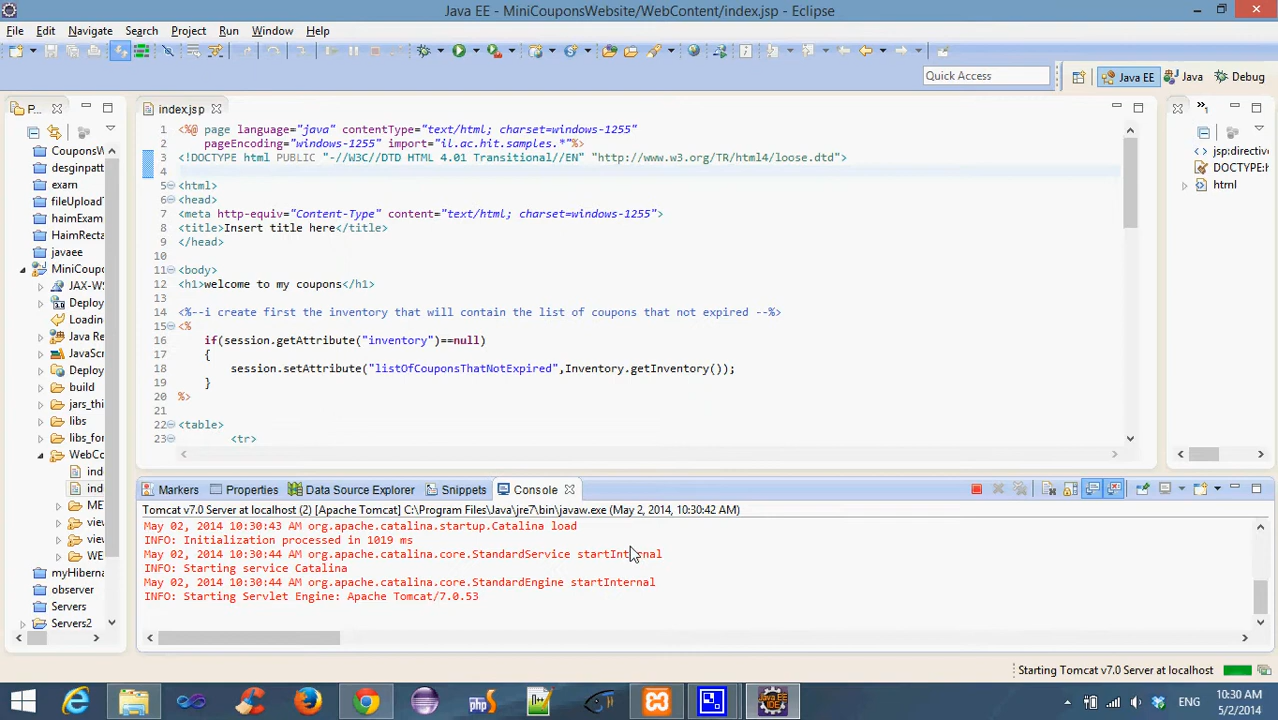 Java EE - MiniCouponsWebsite/WebContent/index.jsp - Eclipse
File Edit Navigate Search Project Run Window Help
Quick Access
Java EE Java Debug
P...
index.jsp
CouponsW
desginpatt
exam
fileUpload
haimExam
HaimRecta
javaee
MiniCoupo
JAX-WS
Deploy
Loadin
Java Re
JavaScr
Deploy
build
jars_thi
libs
libs_for
WebCo
ind
ind
ME
view
view
WE
myHiberna
observer
Servers
Servers2
1 <%@ page language="java" contentType="text/html; charset=windows-1255"
2 pageEncoding="windows-1255" import="il.ac.hit.samples.*"%>
3 <!DOCTYPE html PUBLIC "-//W3C//DTD HTML 4.01 Transitional//EN" "http://www.w3.org/TR/html4/loose.dtd">
4
5 <html>
6 <head>
7 <meta http-equiv="Content-Type" content="text/html; charset=windows-1255">
8 <title>Insert title here</title>
9 </head>
10
11 <body>
12 <h1>welcome to my coupons</h1>
13
14 <%--i create first the inventory that will contain the list of coupons that not expired --%>
15 <%
16 if(session.getAttribute("inventory")==null)
17 {
18 session.setAttribute("listOfCouponsThatNotExpired",Inventory.getInventory());
19 }
20 %>
21
22 <table>
23 <tr>
jsp:directiv
DOCTYPE:h
html
Markers Properties Data Source Explorer Snippets Console
Tomcat v7.0 Server at localhost (2) [Apache Tomcat] C:\Program Files\Java\jre7\bin\javaw.exe (May 2, 2014, 10:30:42 AM)
May 02, 2014 10:30:43 AM org.apache.catalina.startup.Catalina load
INFO: Initialization processed in 1019 ms
May 02, 2014 10:30:44 AM org.apache.catalina.core.StandardService startInternal
INFO: Starting service Catalina
May 02, 2014 10:30:44 AM org.apache.catalina.core.StandardEngine startInternal
INFO: Starting Servlet Engine: Apache Tomcat/7.0.53
Starting Tomcat v7.0 Server at localhost
php
Java EE
IDE
ENG
10:30 AM
5/2/2014